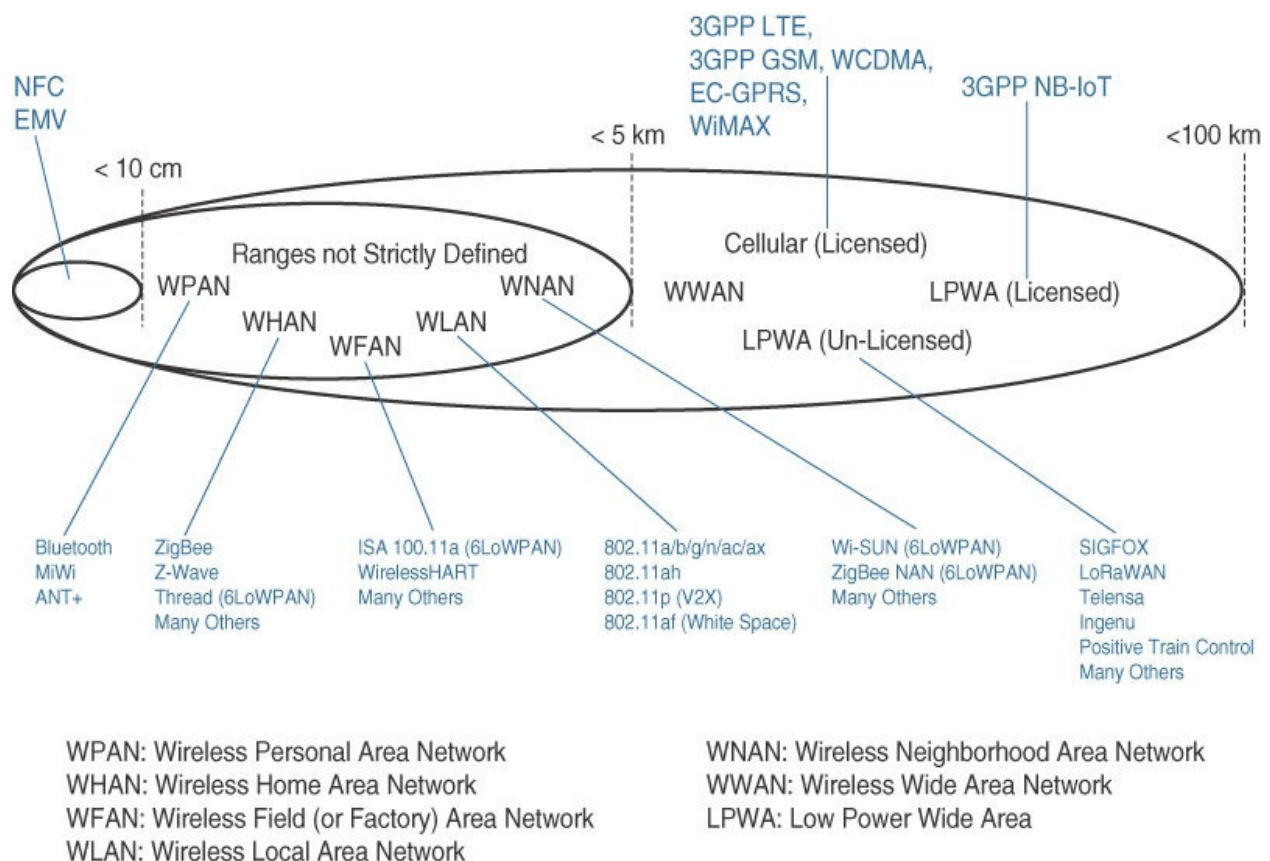 3GPP LTE,
3GPP GSM, WCDMA,
EC-GPRS,
WiMAX
3GPP NB-IoT
NFC
EMV
< 10 cm
< 5 km
<100 km
Ranges not Strictly Defined
Cellular (Licensed)
WPAN
WNAN
WWAN
LPWA (Licensed)
WHAN
WLAN
WFAN
LPWA (Un-Licensed)
Bluetooth
MiWi
ANT+
ZigBee
Z-Wave
Thread (6LoWPAN)
Many Others
ISA 100.11a (6LoWPAN)
WirelessHART
Many Others
802.11a/b/g/n/ac/ax
802.11ah
802.11p (V2X)
802.11af (White Space)
Wi-SUN (6LoWPAN)
ZigBee NAN (6LoWPAN)
Many Others
SIGFOX
LoRaWAN
Telensa
Ingenu
Positive Train Control
Many Others
WPAN: Wireless Personal Area Network
WHAN: Wireless Home Area Network
WFAN: Wireless Field (or Factory) Area Network
WLAN: Wireless Local Area Network
WNAN: Wireless Neighborhood Area Network
WWAN: Wireless Wide Area Network
LPWA: Low Power Wide Area